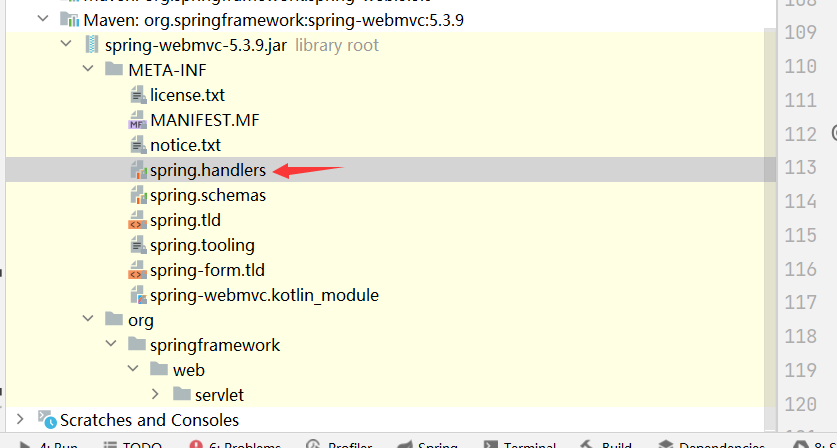 Maven: org.springframework:spring-webmvc:5.3.9
spring-webmvc-5.3.9.jar library root
META-INF
license.txt
MANIFEST.MF
notice.txt
spring.handlers
spring.schemas
spring.tld
spring.tooling
spring-form.tld
spring-webmvc.kotlin_module
org
springframework
web
servlet
Scratches and Consoles
109
110
111
112
113
114
115
116
117
118
119
120
4: Run TODO 6: Problems Profiler Spring Terminal Build Dependencies